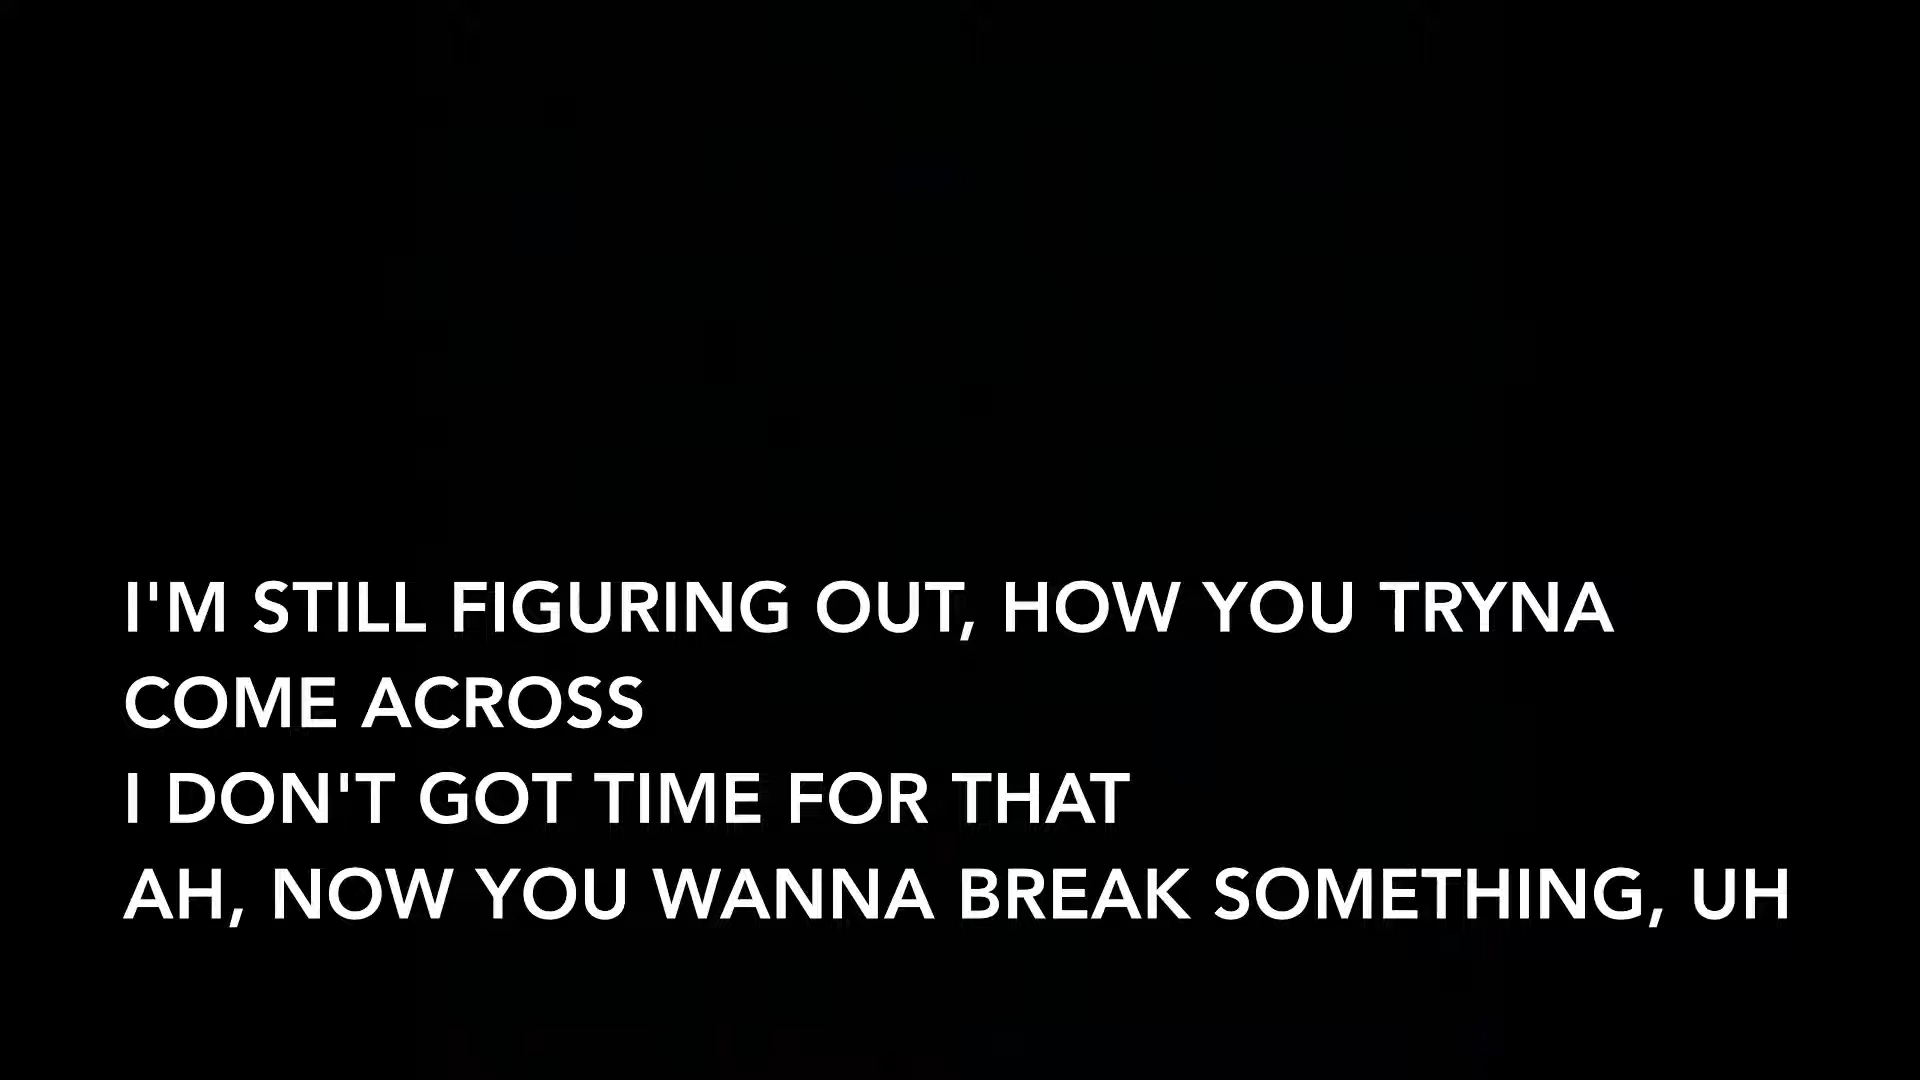 I'M STILL FIGURING OUT, HOW YOU TRYNA
COME ACROSS
I DON'T GOT TIME FOR THAT
AH, NOW YOU WANNA BREAK SOMETHING, UH